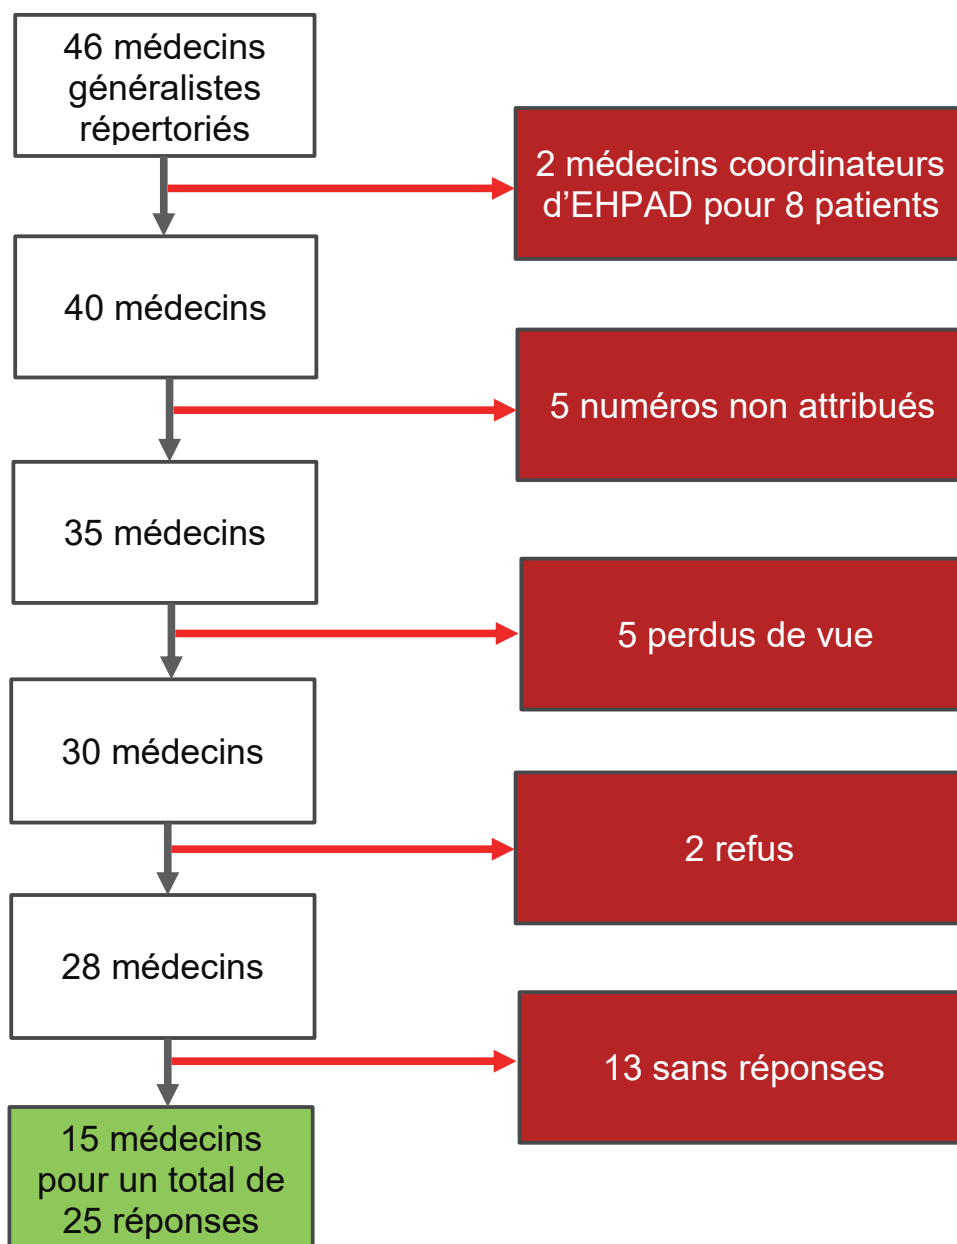 46 médecins
généralistes
répertoriés
2 médecins coordinateurs
d’EHPAD pour 8 patients
40 médecins
5 numéros non attribués
35 médecins
5 perdus de vue
30 médecins
2 refus
28 médecins
13 sans réponses
15 médecins
pour un total de
25 réponses